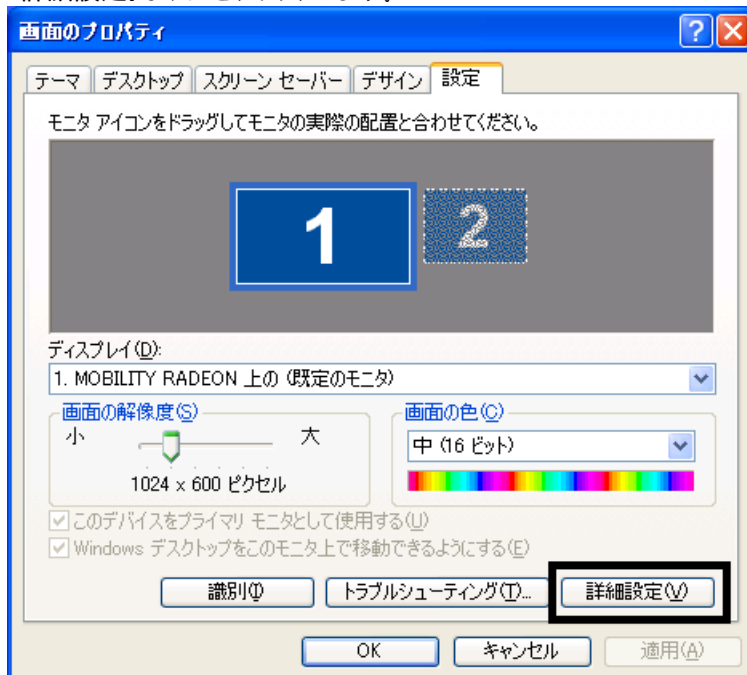 画面のプロパティ
テーマ デスクトップ スクリーン セーバー デザイン 設定
モニタ アイコンをドラッグしてモニタの実際の配置と合わせてください。
1 2
ディスプレイ(D):
1. MOBILITY RADEON 上の (既定のモニタ)
画面の解像度(S) 画面の色(C)
小 大 中 (16 ビット)
1024 x 600 ピクセル
このデバイスをプライマリ モニタとして使用する(U)
Windows デスクトップをこのモニタ上で移動できるようにする(E)
識別(I) トラブルシューティング(T)... 詳細設定(V)
OK キャンセル 適用(A)